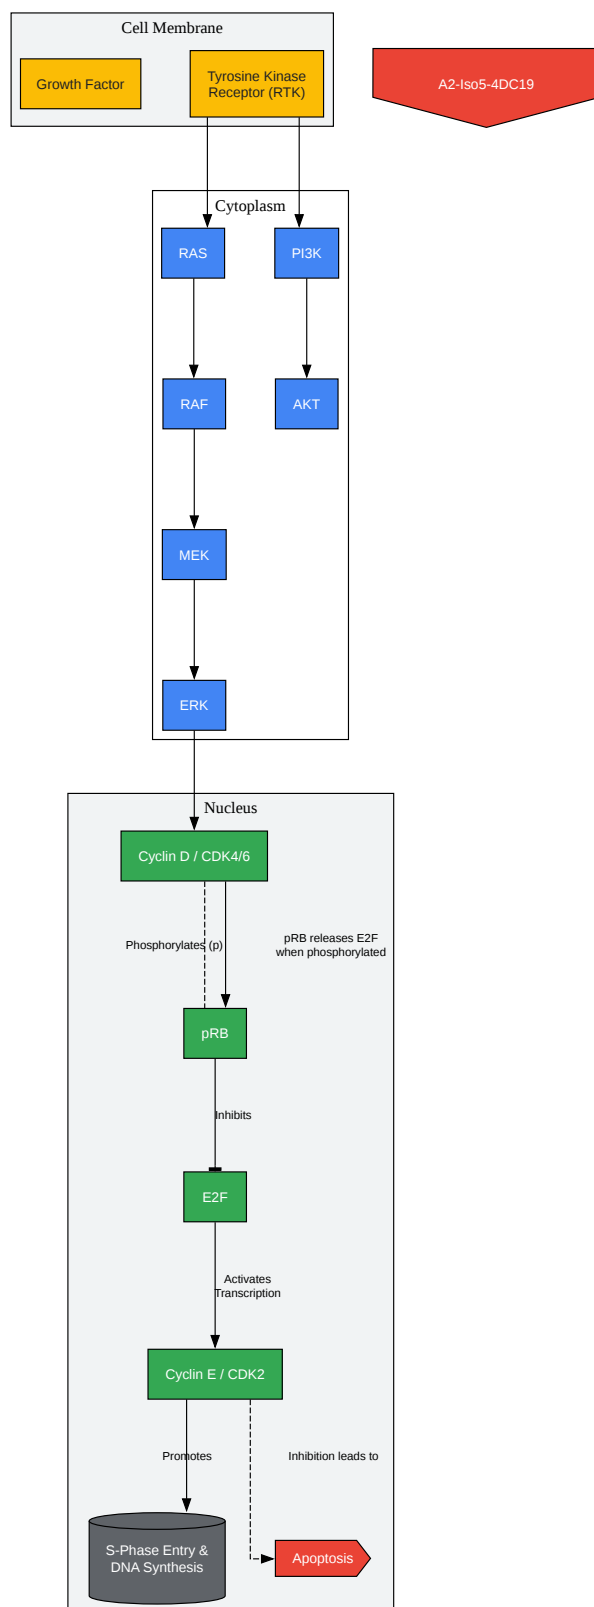 Cell Membrane
Growth Factor
Tyrosine Kinase
Receptor (RTK)
A2-Iso5-4DC19
Cytoplasm
RAS
PI3K
RAF
AKT
MEK
ERK
Nucleus
Cyclin D / CDK4/6
Phosphorylates (p)
pRB releases E2F
when phosphorylated
pRB
Inhibits
E2F
Activates
Transcription
Cyclin E / CDK2
Promotes
Inhibition leads to
S-Phase Entry &
DNA Synthesis
Apoptosis